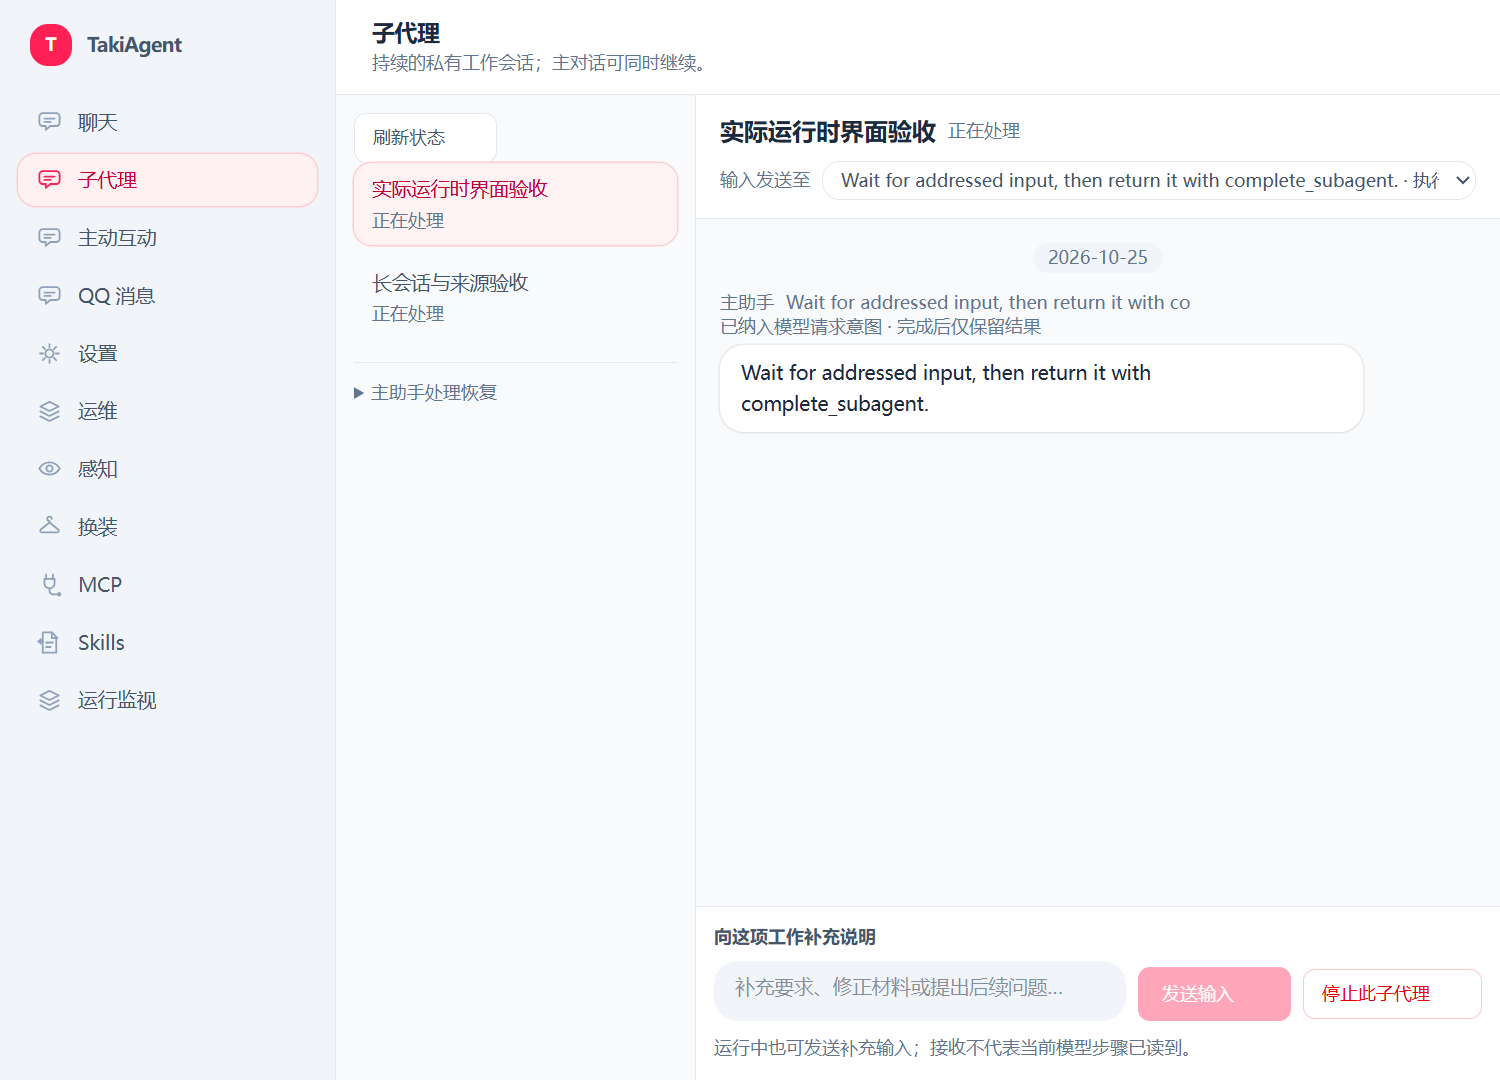 T TakiAgent
聊天
子代理
主动互动
QQ 消息
设置
运维
感知
换装
MCP
Skills
运行监视
子代理
持续的私有工作会话；主对话可同时继续。
刷新状态
实际运行时界面验收
正在处理
长会话与来源验收
正在处理
主助手处理恢复
实际运行时界面验收 正在处理
输入发送至 Wait for addressed input, then return it with complete_subagent. · 执行
2026-10-25
主助手 Wait for addressed input, then return it with co
已纳入模型请求意图 · 完成后仅保留结果
Wait for addressed input, then return it with
complete_subagent.
向这项工作补充说明
补充要求、修正材料或提出后续问题...
发送输入
停止此子代理
运行中也可发送补充输入；接收不代表当前模型步骤已读到。